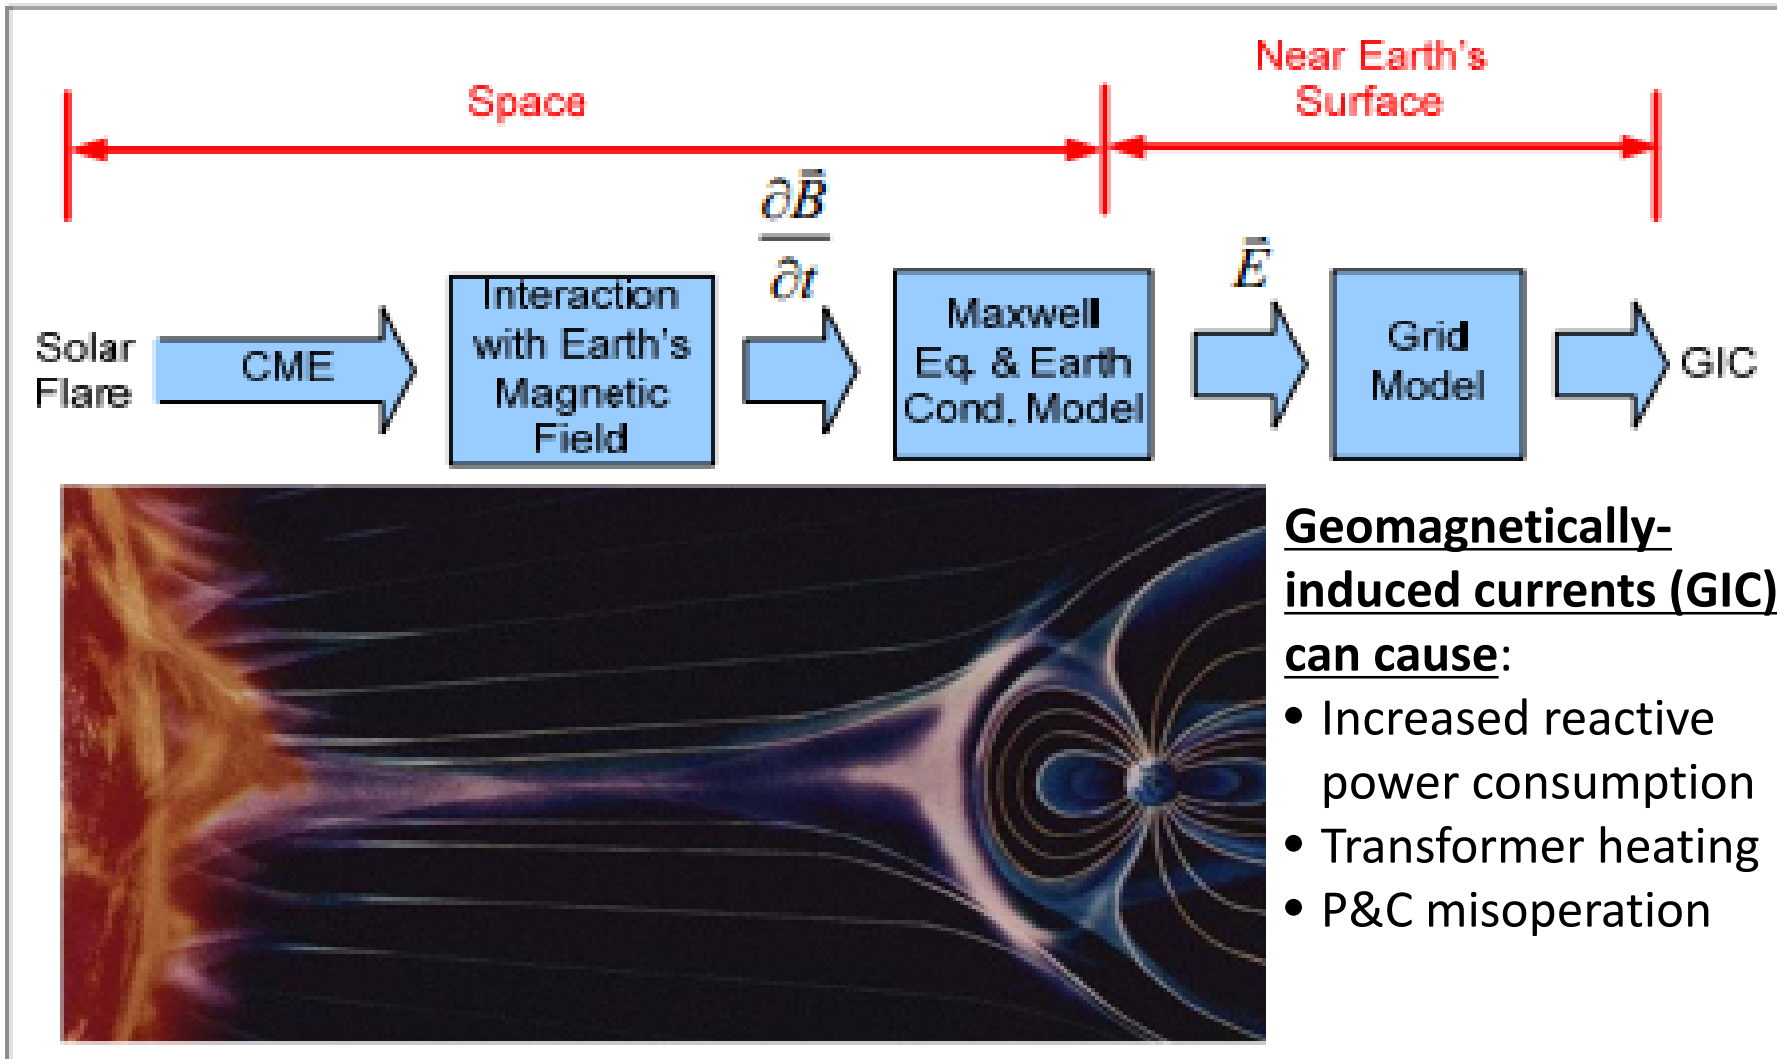 Space
Near Earth's
Surface
Solar
Flare
CME
Interaction
with Earth's
Magnetic
Field
∂B̄
∂t
Maxwell
Eq. & Earth
Cond. Model
Ē
Grid
Model
GIC
Geomagnetically-
induced currents (GIC)
can cause:
• Increased reactive
power consumption
• Transformer heating
• P&C misoperation